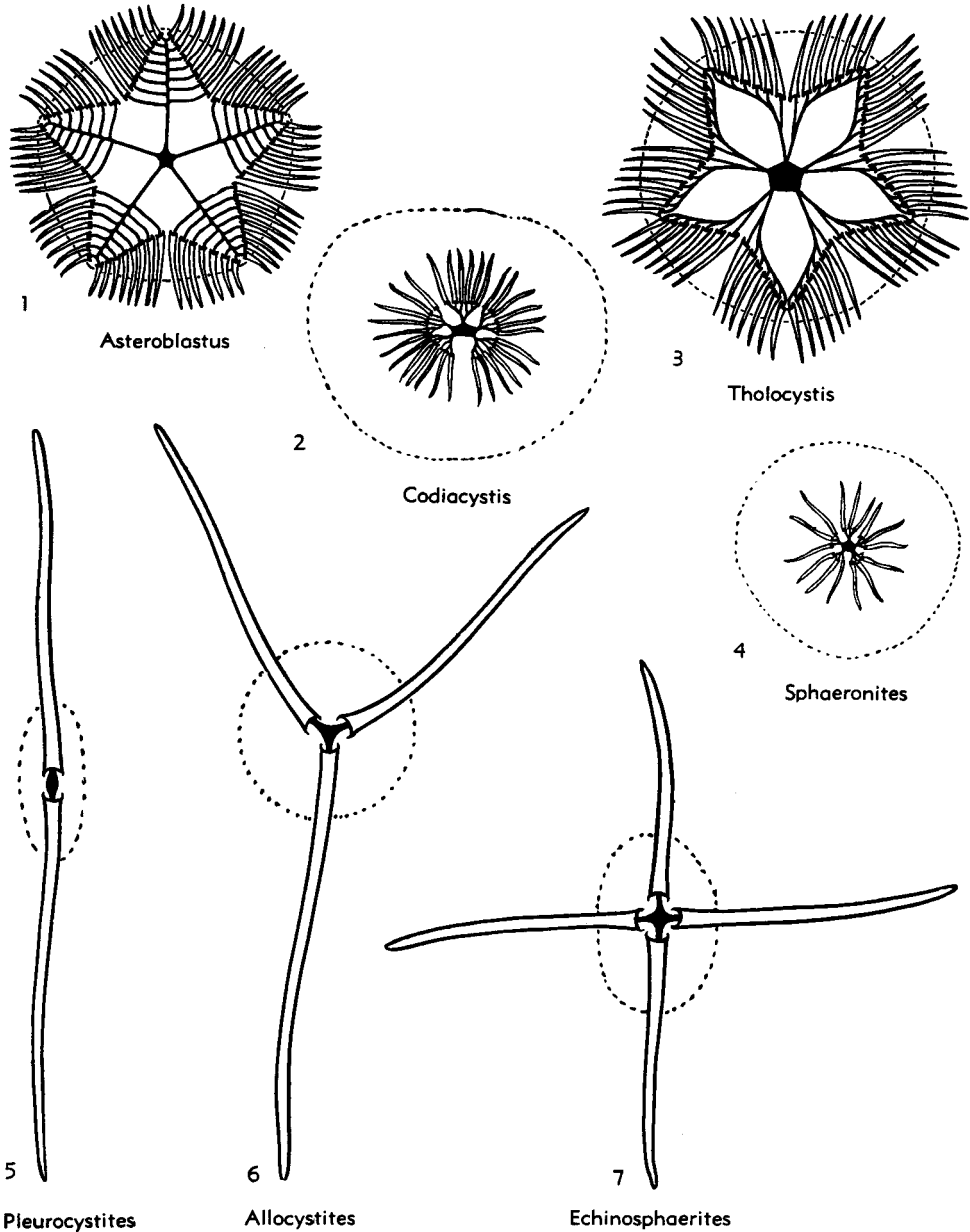 1
Asteroblastus
2
Codiacystis
3
Tholocystis
4
Sphaeronites
5
Pleurocystites
6
Allocystites
7
Echinosphaerites